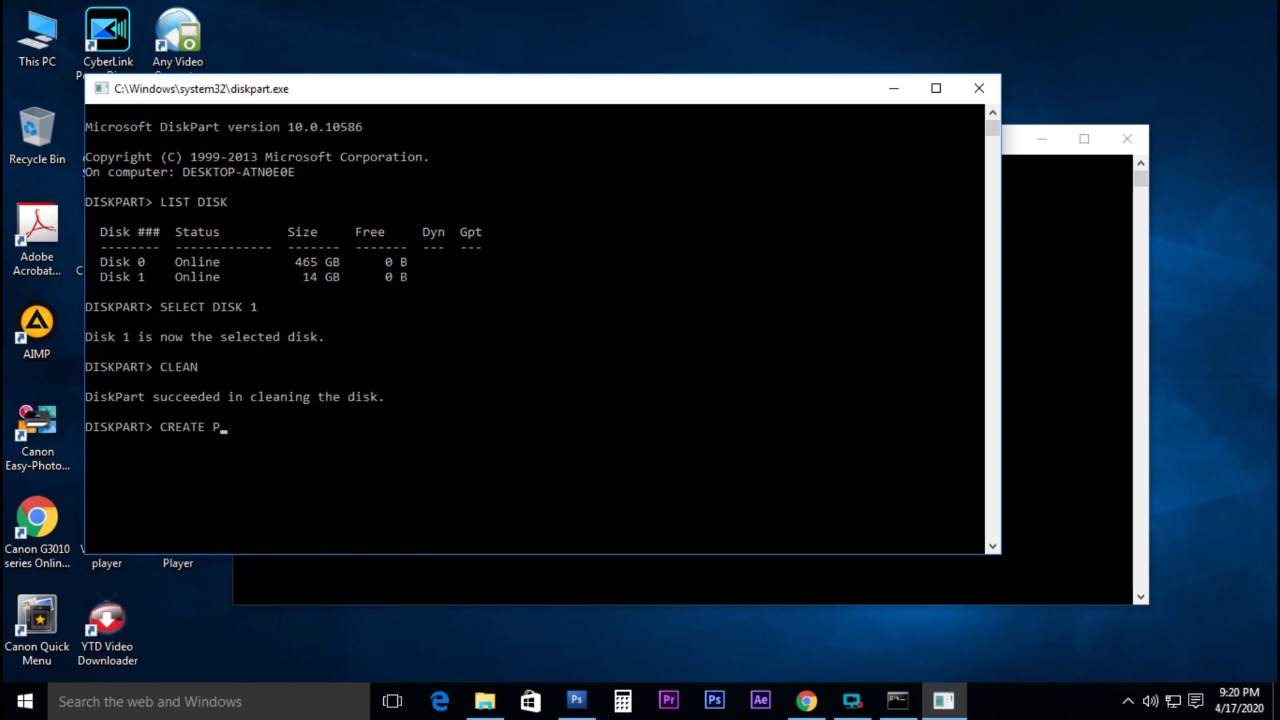 This PC
CyberLink
Any Video
C:\Windows\system32\diskpart.exe
Microsoft DiskPart version 10.0.10586
Copyright (C) 1999-2013 Microsoft Corporation.
On computer: DESKTOP-ATN0E0E
Recycle Bin
DISKPART> LIST DISK
Disk ### Status Size Free Dyn Gpt
-------- ------------- ------- ------- --- ---
Disk 0 Online 465 GB 0 B
Disk 1 Online 14 GB 0 B
Adobe
Acrobat...
DISKPART> SELECT DISK 1
Disk 1 is now the selected disk.
AIMP
DISKPART> CLEAN
DiskPart succeeded in cleaning the disk.
DISKPART> CREATE P_
Canon
Easy-Photo...
Canon G3010
series Onlin...
player
Player
Canon Quick
Menu
YTD Video
Downloader
Search the web and Windows
Ps
Pr
Ps
Ae
9:20 PM
4/17/2020